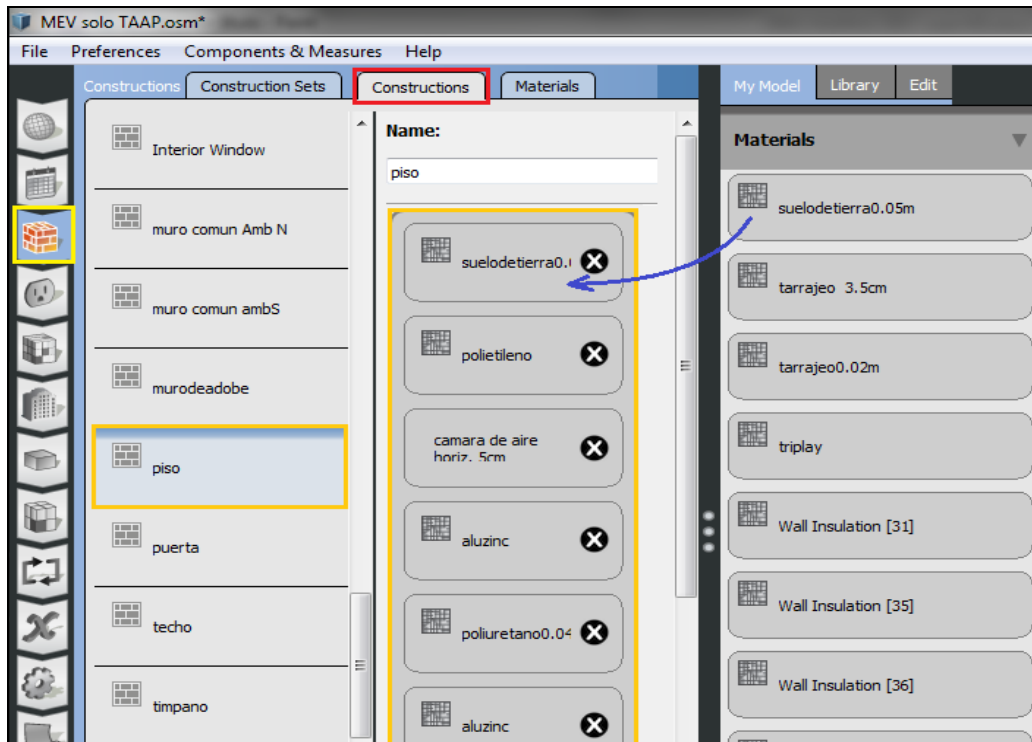 MEV solo TAAP.osm*
File Preferences Components & Measures Help
Constructions Construction Sets Constructions Materials
My Model Library Edit
Interior Window
muro comun Amb N
muro comun ambS
murodeadobe
piso
puerta
techo
timpano
Name:
piso
suelodetierra0.
polietileno
camara de aire
horiz. 5cm
aluzinc
poliuretano0.04
aluzinc
Materials
suelodetierra0.05m
tarrajeo 3.5cm
tarrajeo0.02m
triplay
Wall Insulation [31]
Wall Insulation [35]
Wall Insulation [36]